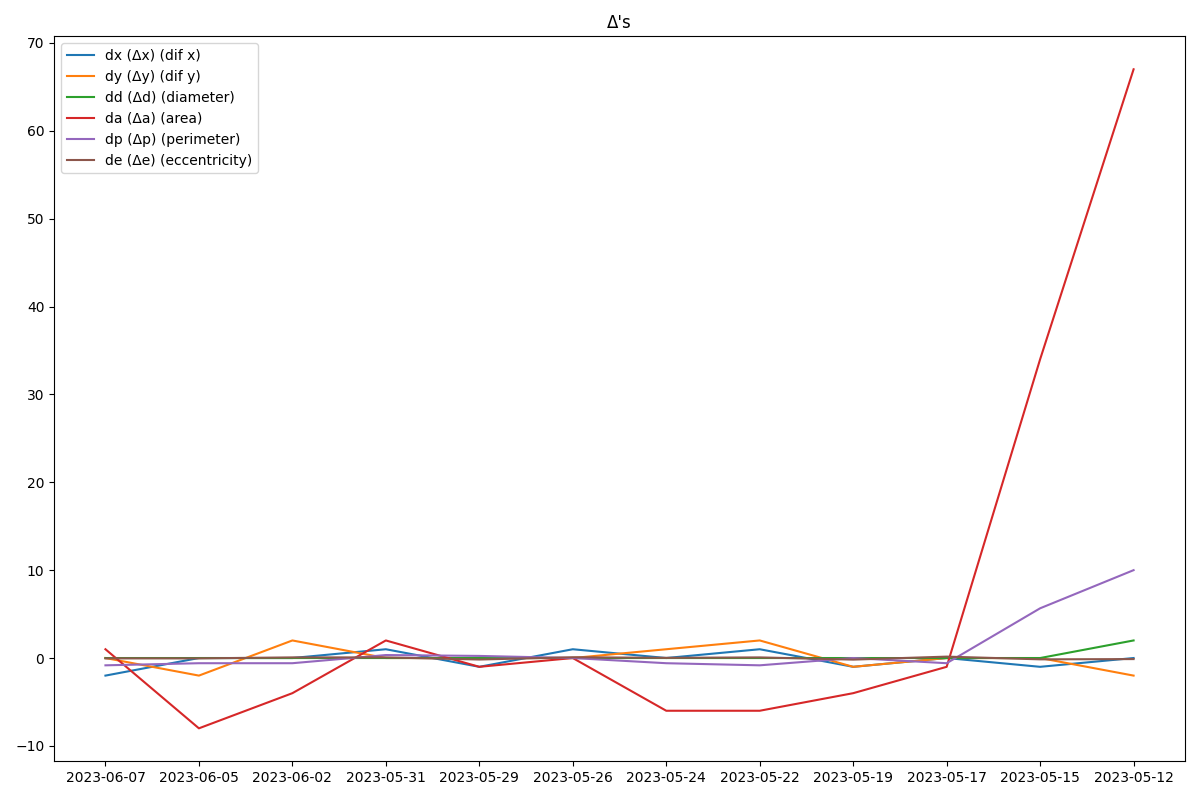 Δ's
dx (Δx) (dif x)
dy (Δy) (dif y)
dd (Δd) (diameter)
da (Δa) (area)
dp (Δp) (perimeter)
de (Δe) (eccentricity)
70
60
50
40
30
20
10
0
−10
2023-06-07 2023-06-05 2023-06-02 2023-05-31 2023-05-29 2023-05-26 2023-05-24 2023-05-22 2023-05-19 2023-05-17 2023-05-15 2023-05-12